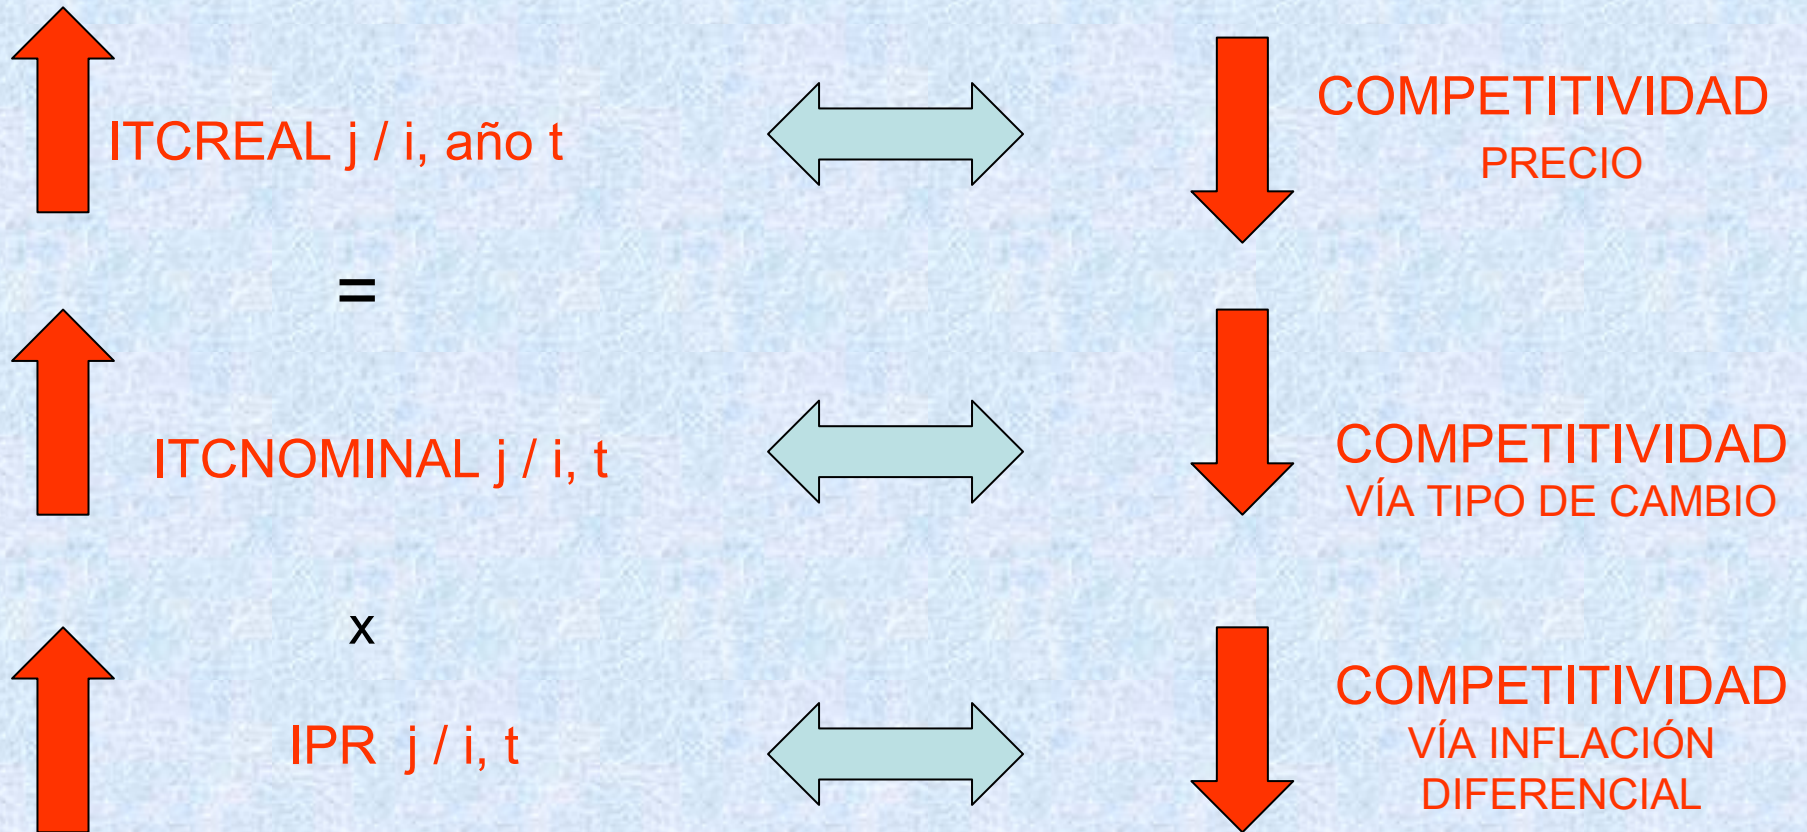 ITCREAL j / i, año t
COMPETITIVIDAD
PRECIO
=
ITCNOMINAL j / i, t
COMPETITIVIDAD
VÍA TIPO DE CAMBIO
x
IPR j / i, t
COMPETITIVIDAD
VÍA INFLACIÓN
DIFERENCIAL